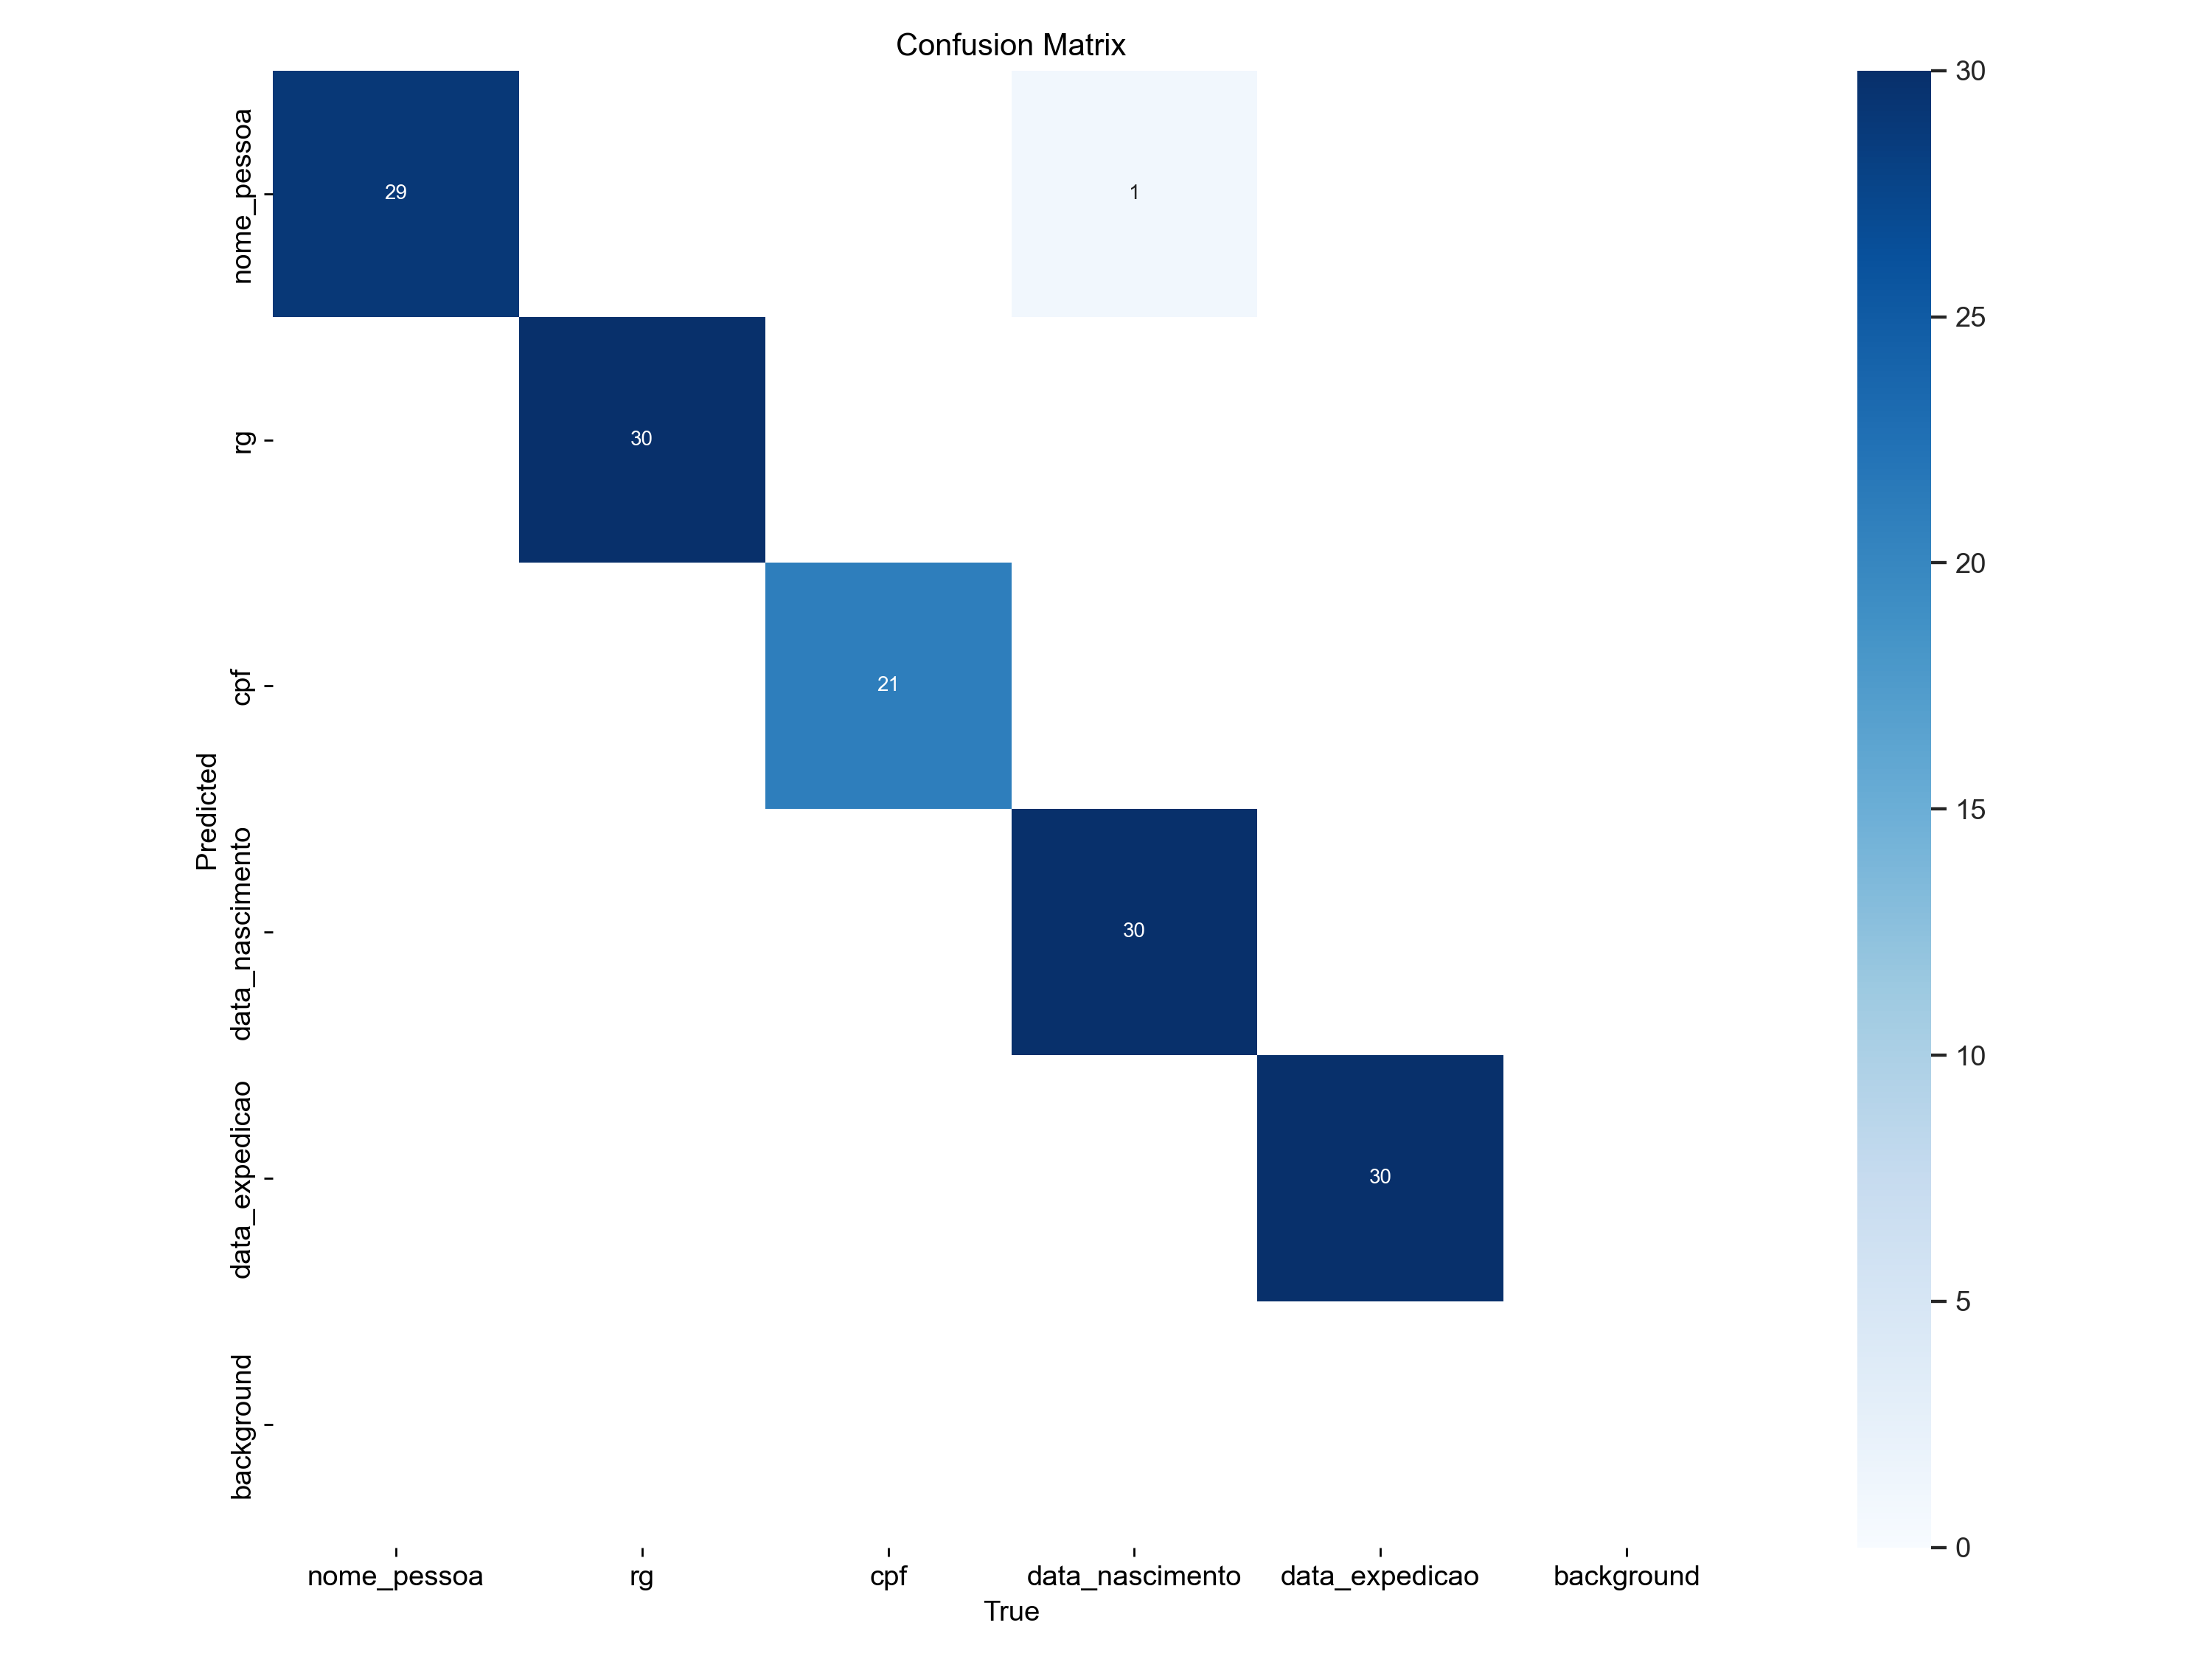 Confusion Matrix
nome_pessoa
rg
cpf
data_nascimento
data_expedicao
background
Predicted
29
1
30
21
30
30
nome_pessoa
rg
cpf
data_nascimento
data_expedicao
background
True
30
25
20
15
10
5
0